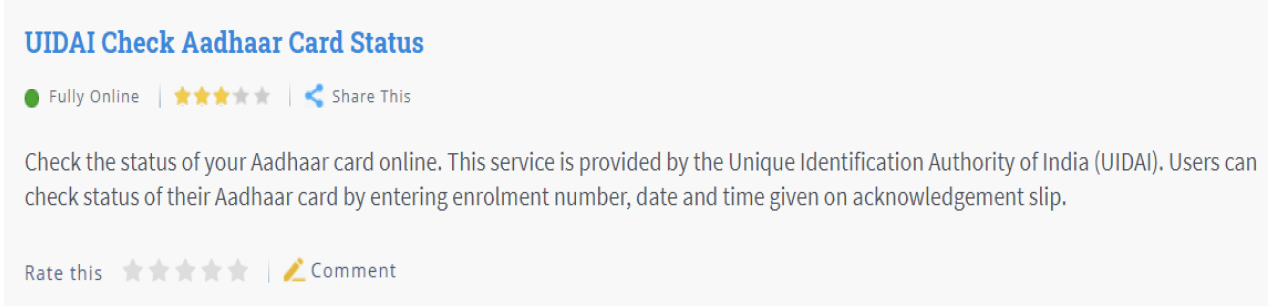 UIDAI Check Aadhaar Card Status
Fully Online | | Share This
Check the status of your Aadhaar card online. This service is provided by the Unique Identification Authority of India (UIDAI). Users can
check status of their Aadhaar card by entering enrolment number, date and time given on acknowledgement slip.
Rate this | Comment